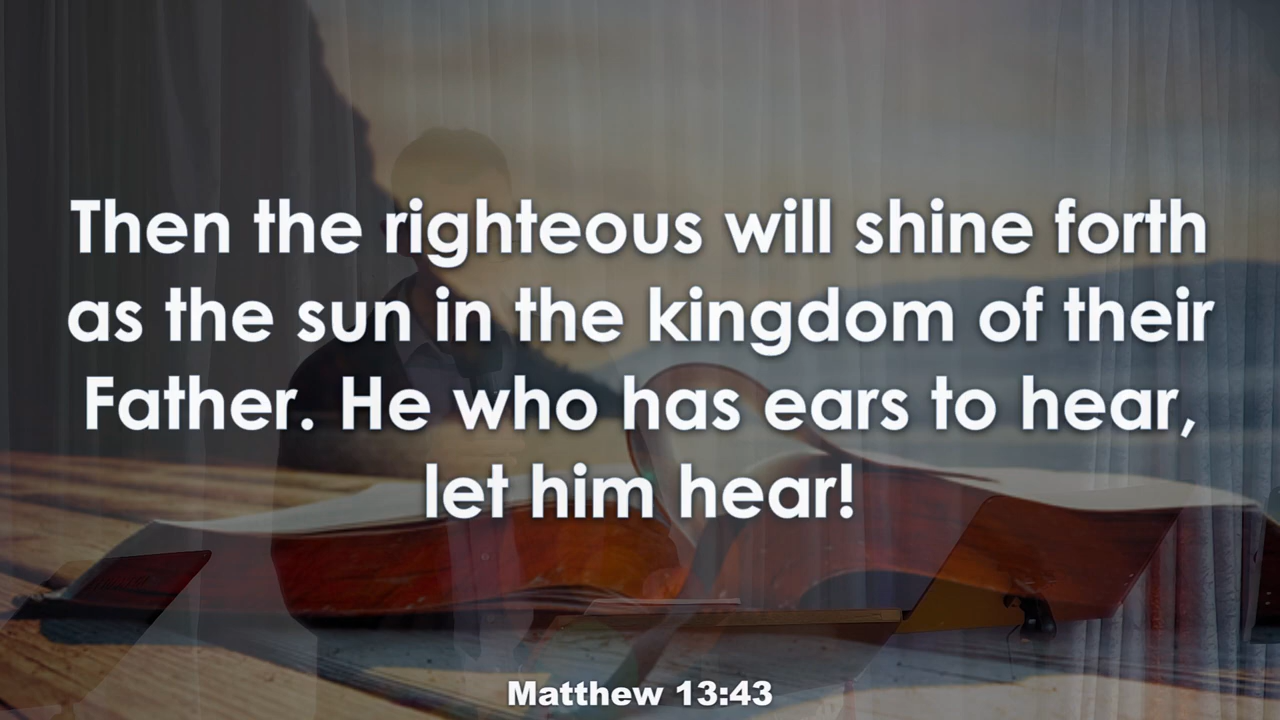 Then the righteous will shine forth
as the sun in the kingdom of their
Father. He who has ears to hear,
let him hear!
Matthew 13:43